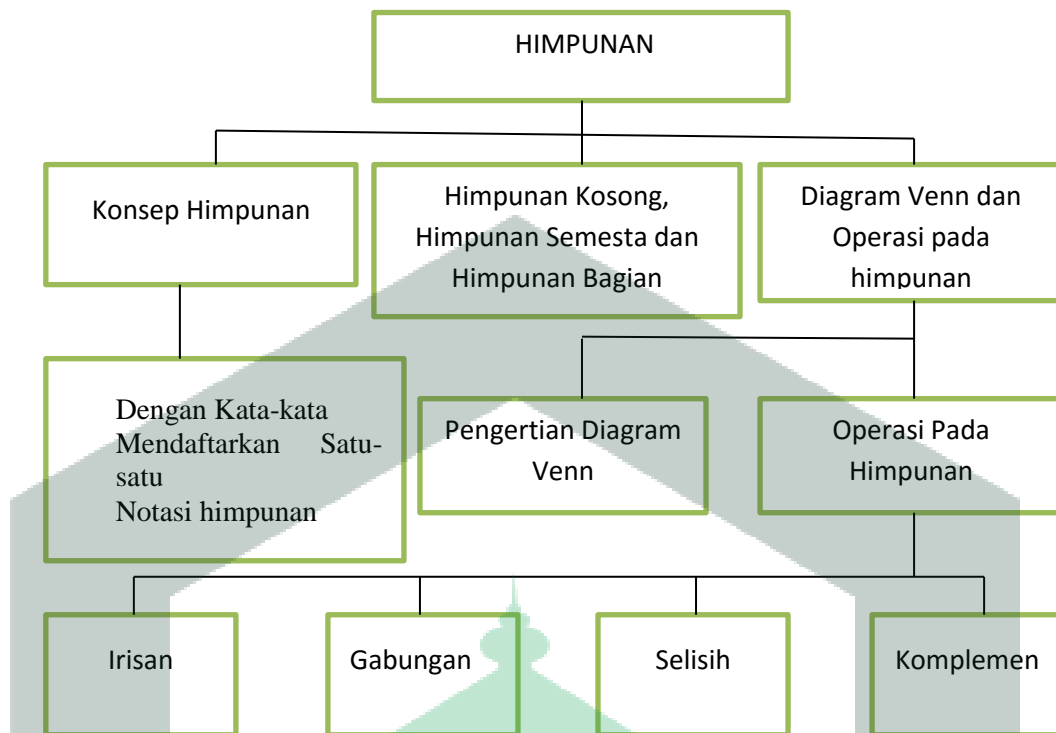 HIMPUNAN
Konsep Himpunan
Himpunan Kosong,
Himpunan Semesta dan
Himpunan Bagian
Diagram Venn dan
Operasi pada
himpunan
Dengan Kata-kata
Mendaftarkan Satu-
satu
Notasi himpunan
Pengertian Diagram
Venn
Operasi Pada
Himpunan
Irisan
Gabungan
Selisih
Komplemen